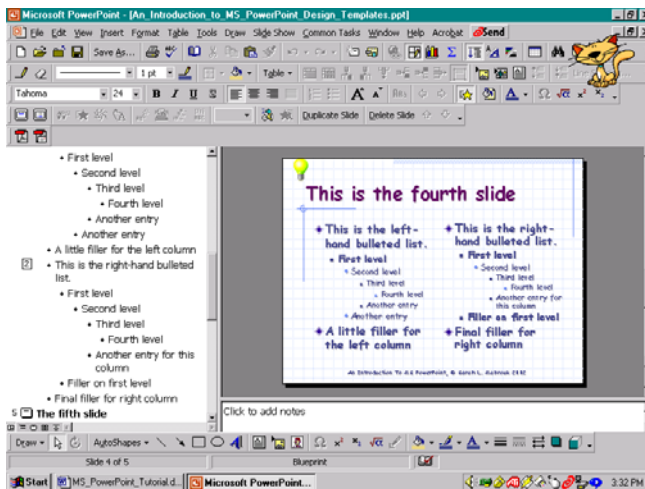 Microsoft PowerPoint - [An_Introduction_to_MS_PowerPoint_Design_Templates.ppt]
File Edit View Insert Format Table Tools Draw Slide Show Common Tasks Window Help Acrobat Send
Save As...
1 pt Table
Tahoma 24 B I U S
Duplicate Slide Delete Slide
• First level
• Second level
• Third level
• Fourth level
• Another entry
• Another entry
• A little filler for the left column
2 • This is the right-hand bulleted
list.
• First level
• Second level
• Third level
• Fourth level
• Another entry for this
column
• Filler on first level
• Final filler for right column
5 The fifth slide
This is the fourth slide
This is the left-
hand bulleted list.
First level
Second level
Third level
Fourth level
Another entry
Another entry
A little filler for
the left column
This is the right-
hand bulleted list.
First level
Second level
Third level
Fourth level
Another entry for
this column
Filler on first level
Final filler for
right column
Click to add notes
Draw AutoShapes
Slide 4 of 5 Blueprint
Start MS_PowerPoint_Tutorial.d... Microsoft PowerPoint... 3:32 PM